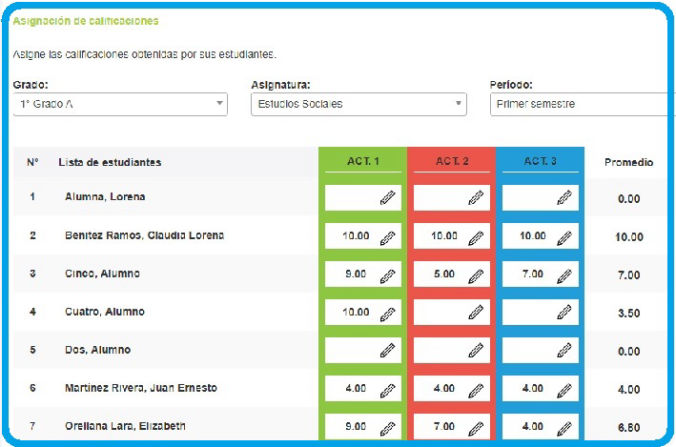 Asignación de calificaciones
Asigne las calificaciones obtenidas por sus estudiantes.
Grado: Asignatura: Período:
1° Grado A Estudios Sociales Primer semestre
N° Lista de estudiantes ACT. 1 ACT. 2 ACT. 3 Promedio
1 Alumna, Lorena 0.00
2 Benitez Ramos, Claudia Lorena 10.00 10.00 10.00 10.00
3 Cinco, Alumno 9.00 5.00 7.00 7.00
4 Cuatro, Alumno 10.00 3.50
5 Dos, Alumno 0.00
6 Martinez Rivera, Juan Ernesto 4.00 4.00 4.00 4.00
7 Orellana Lara, Elizabeth 9.00 7.00 4.00 6.50